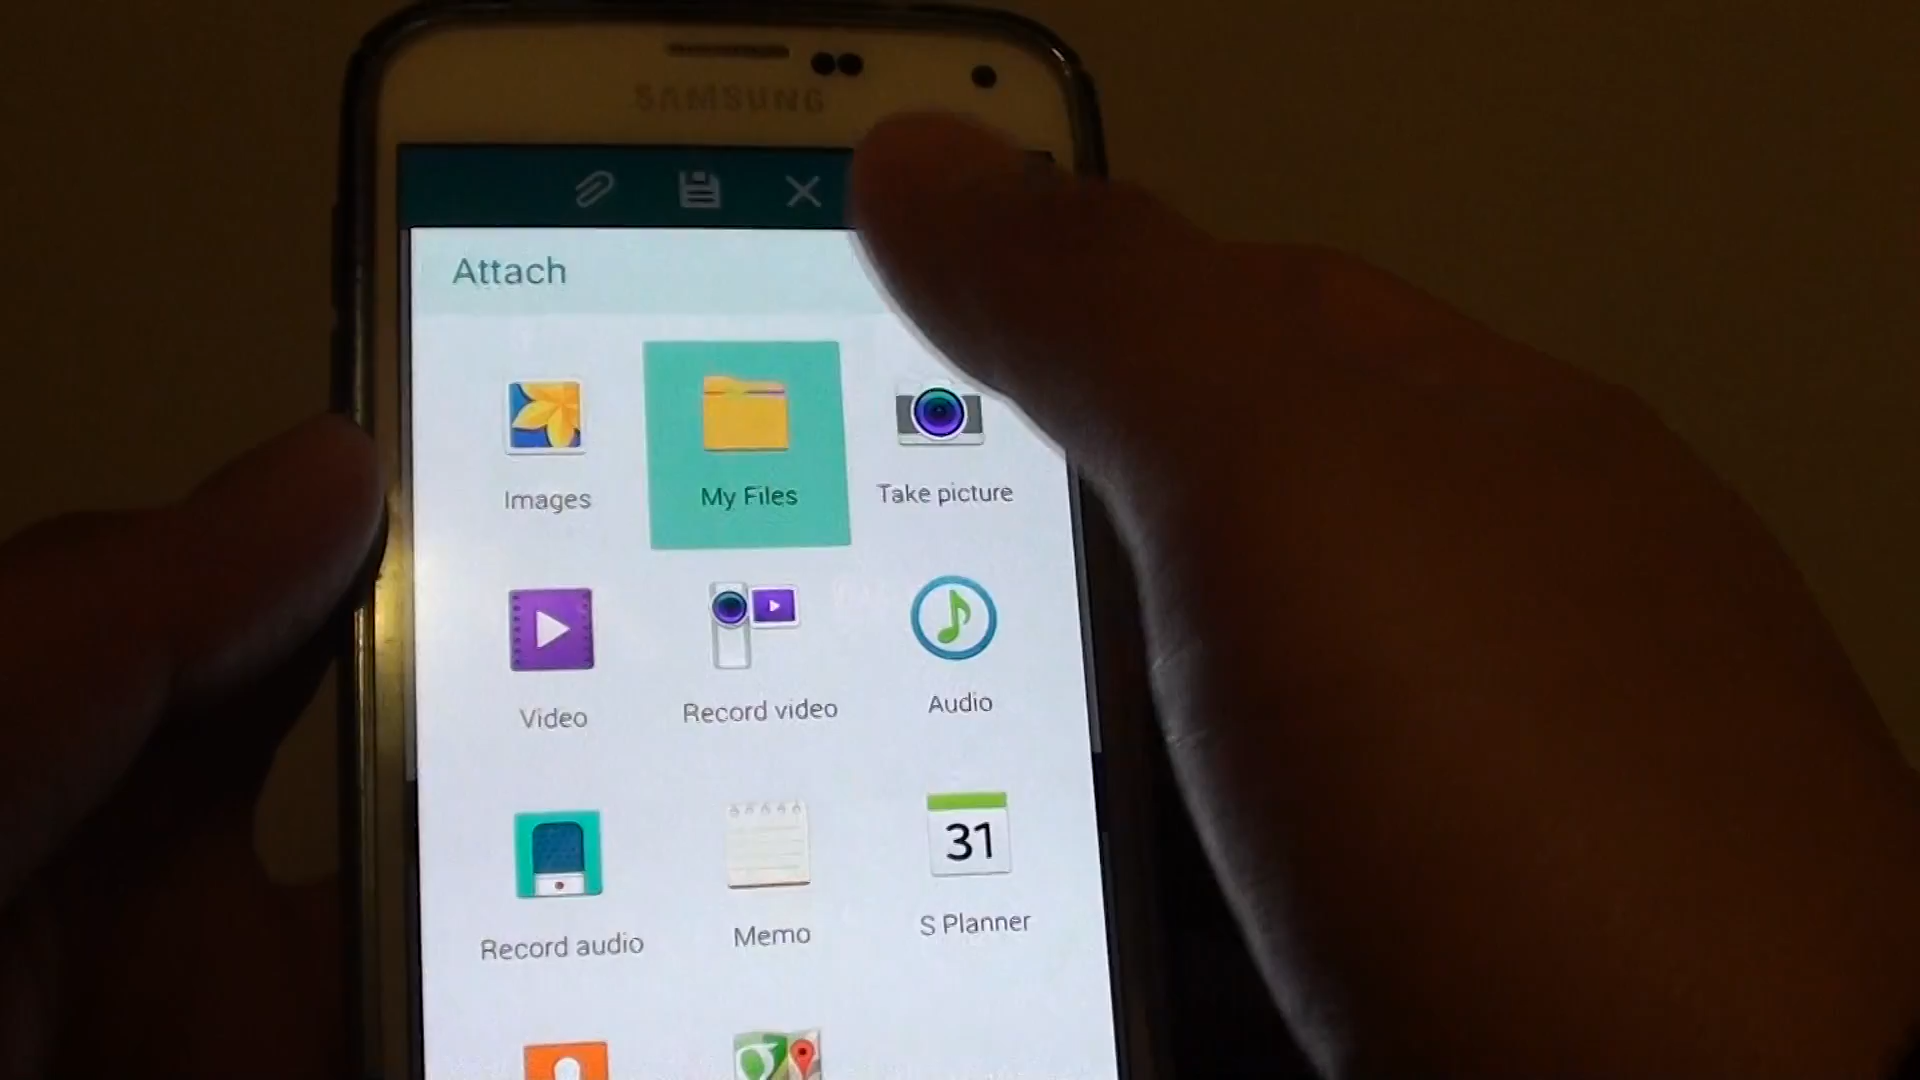 SAMSUNG
Attach
Images
My Files
Take picture
Video
Record video
Audio
Record audio
Memo
31
S Planner